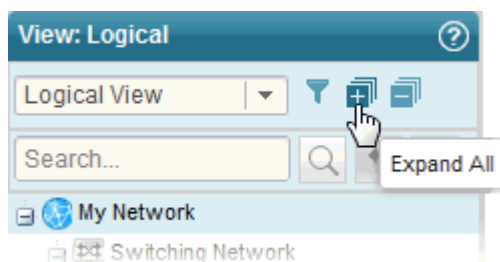 View: Logical
Logical View
Search...
Expand All
My Network
Switching Network